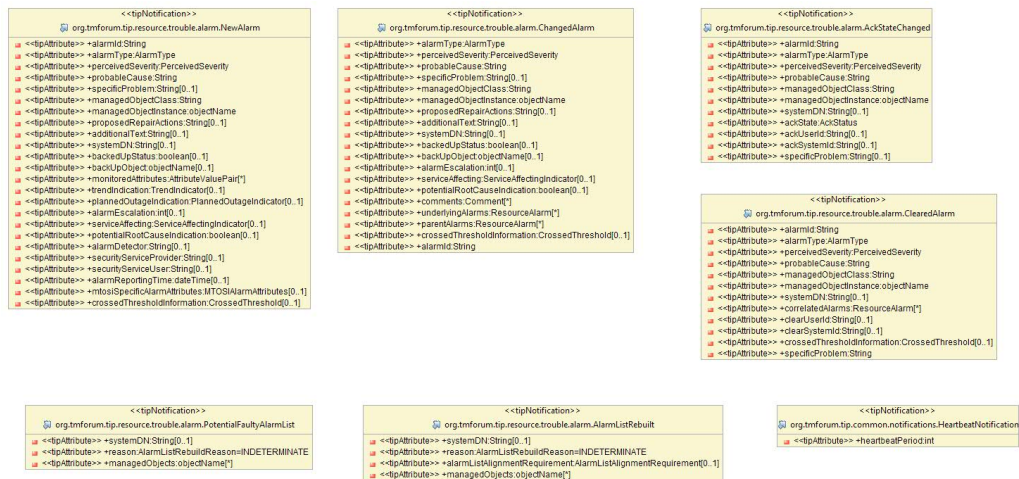 <<tipNotification>>
org.tmforum.tip.resource.trouble.alarm.NewAlarm
<<tipAttribute>> +alarmId:String
<<tipAttribute>> +alarmType:AlarmType
<<tipAttribute>> +perceivedSeverity:PerceivedSeverity
<<tipAttribute>> +probableCause:String
<<tipAttribute>> +specificProblem:String[0..1]
<<tipAttribute>> +managedObjectClass:String
<<tipAttribute>> +managedObjectInstance:objectName
<<tipAttribute>> +proposedRepairActions:String[0..1]
<<tipAttribute>> +additionalText:String[0..1]
<<tipAttribute>> +systemDN:String[0..1]
<<tipAttribute>> +backedUpStatus:boolean[0..1]
<<tipAttribute>> +backUpObject:objectName[0..1]
<<tipAttribute>> +monitoredAttributes:AttributeValuePair[*]
<<tipAttribute>> +trendIndication:TrendIndicator[0..1]
<<tipAttribute>> +plannedOutageIndication:PlannedOutageIndicator[0..1]
<<tipAttribute>> +alarmEscalation:int[0..1]
<<tipAttribute>> +serviceAffecting:ServiceAffectingIndicator[0..1]
<<tipAttribute>> +potentialRootCauseIndication:boolean[0..1]
<<tipAttribute>> +alarmDetector:String[0..1]
<<tipAttribute>> +securityServiceProvider:String[0..1]
<<tipAttribute>> +securityServiceUser:String[0..1]
<<tipAttribute>> +alarmReportingTime:dateTime[0..1]
<<tipAttribute>> +mtosiSpecificAlarmAttributes:MTOSIAlarmAttributes[0..1]
<<tipAttribute>> +crossedThresholdInformation:CrossedThreshold[0..1]
<<tipNotification>>
org.tmforum.tip.resource.trouble.alarm.ChangedAlarm
<<tipAttribute>> +alarmType:AlarmType
<<tipAttribute>> +perceivedSeverity:PerceivedSeverity
<<tipAttribute>> +probableCause:String
<<tipAttribute>> +specificProblem:String[0..1]
<<tipAttribute>> +managedObjectClass:String
<<tipAttribute>> +managedObjectInstance:objectName
<<tipAttribute>> +proposedRepairActions:String[0..1]
<<tipAttribute>> +additionalText:String[0..1]
<<tipAttribute>> +systemDN:String[0..1]
<<tipAttribute>> +backedUpStatus:boolean[0..1]
<<tipAttribute>> +backUpObject:objectName[0..1]
<<tipAttribute>> +alarmEscalation:int[0..1]
<<tipAttribute>> +serviceAffecting:ServiceAffectingIndicator[0..1]
<<tipAttribute>> +potentialRootCauseIndication:boolean[0..1]
<<tipAttribute>> +comments:Comment[*]
<<tipAttribute>> +underlyingAlarms:ResourceAlarm[*]
<<tipAttribute>> +parentAlarms:ResourceAlarm[*]
<<tipAttribute>> +crossedThresholdInformation:CrossedThreshold[0..1]
<<tipAttribute>> +alarmId:String
<<tipNotification>>
org.tmforum.tip.resource.trouble.alarm.AckStateChanged
<<tipAttribute>> +alarmId:String
<<tipAttribute>> +alarmType:AlarmType
<<tipAttribute>> +perceivedSeverity:PerceivedSeverity
<<tipAttribute>> +probableCause:String
<<tipAttribute>> +managedObjectClass:String
<<tipAttribute>> +managedObjectInstance:objectName
<<tipAttribute>> +systemDN:String[0..1]
<<tipAttribute>> +ackState:AckStatus
<<tipAttribute>> +ackUserId:String[0..1]
<<tipAttribute>> +ackSystemId:String[0..1]
<<tipAttribute>> +specificProblem:String[0..1]
<<tipNotification>>
org.tmforum.tip.resource.trouble.alarm.ClearedAlarm
<<tipAttribute>> +alarmId:String
<<tipAttribute>> +alarmType:AlarmType
<<tipAttribute>> +perceivedSeverity:PerceivedSeverity
<<tipAttribute>> +probableCause:String
<<tipAttribute>> +managedObjectClass:String
<<tipAttribute>> +managedObjectInstance:objectName
<<tipAttribute>> +systemDN:String[0..1]
<<tipAttribute>> +correlatedAlarms:ResourceAlarm[*]
<<tipAttribute>> +clearUserId:String[0..1]
<<tipAttribute>> +clearSystemId:String[0..1]
<<tipAttribute>> +crossedThresholdInformation:CrossedThreshold[0..1]
<<tipAttribute>> +specificProblem:String
<<tipNotification>>
org.tmforum.tip.resource.trouble.alarm.PotentialFaultyAlarmList
<<tipAttribute>> +systemDN:String[0..1]
<<tipAttribute>> +reason:AlarmListRebuildReason=INDETERMINATE
<<tipAttribute>> +managedObjects:objectName[*]
<<tipNotification>>
org.tmforum.tip.resource.trouble.alarm.AlarmListRebuilt
<<tipAttribute>> +systemDN:String[0..1]
<<tipAttribute>> +reason:AlarmListRebuildReason=INDETERMINATE
<<tipAttribute>> +alarmListAlignmentRequirement:AlarmListAlignmentRequirement[0..1]
<<tipAttribute>> +managedObjects:objectName[*]
<<tipNotification>>
org.tmforum.tip.common.notifications.HeartbeatNotification
<<tipAttribute>> +heartbeatPeriod:int